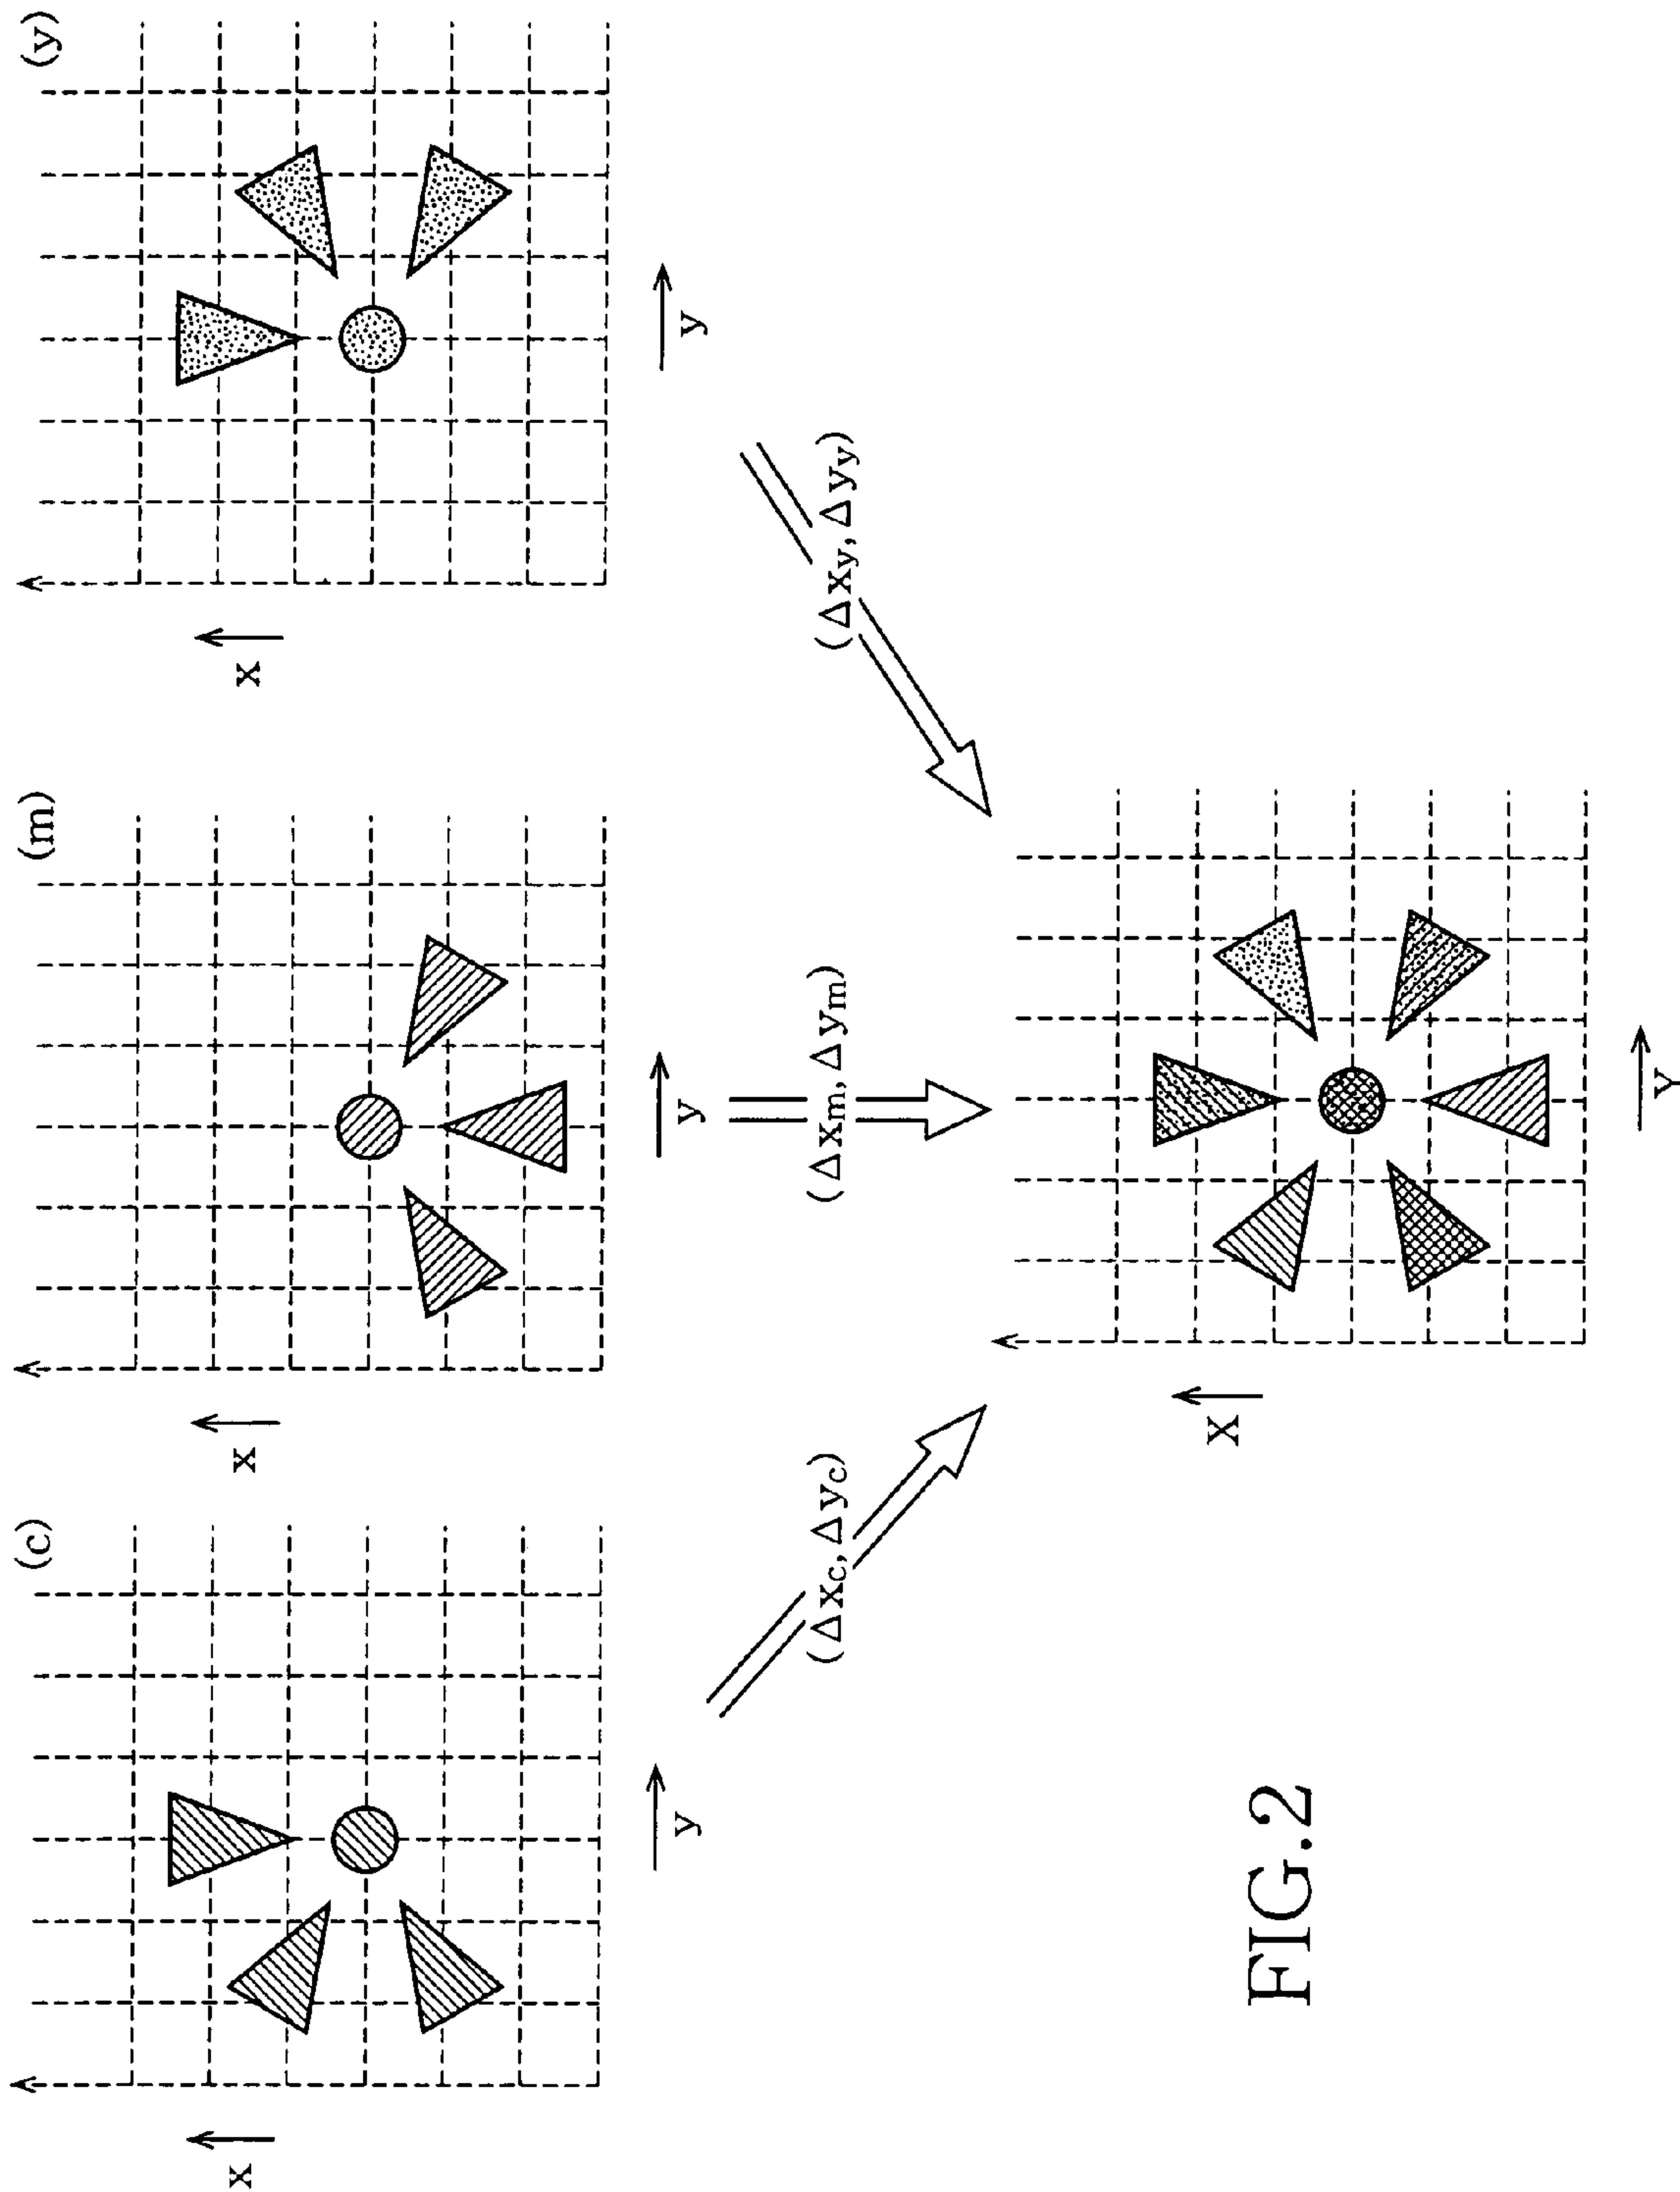 (c)
(m)
(y)
x
x
x
y
y
y
(Δxc, Δyc)
(Δxm, Δym)
(Δxy, Δyy)
X
FIG.2
Y